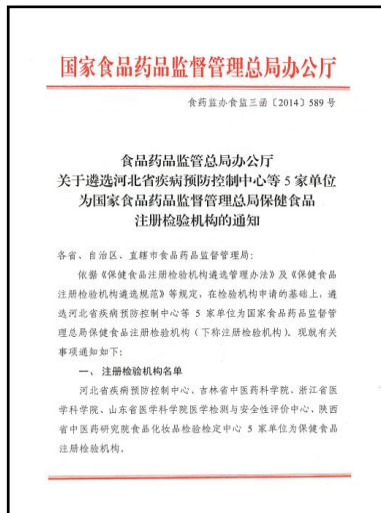 国家食品药品监督管理总局办公厅
食药监办食监三函〔2014〕589号
食品药品监管总局办公厅
关于遴选河北省疾病预防控制中心等5家单位
为国家食品药品监督管理总局保健食品
注册检验机构的通知
各省、自治区、直辖市食品药品监督管理局：
依据《保健食品注册检验机构遴选管理办法》及《保健食品
注册检验机构遴选规范》等规定，在检验机构申请的基础上，遴
选河北省疾病预防控制中心等 5 家单位为国家食品药品监督管
理总局保健食品注册检验机构（下称注册检验机构）。现就有关
事项通知如下：
一、注册检验机构名单
河北省疾病预防控制中心、吉林省中医药科学院、浙江省医
学科学院、山东省医学科学院医学检测与安全性评价中心、陕西
省中医药研究院食品化妆品检验检定中心 5 家单位为保健食品
注册检验机构。